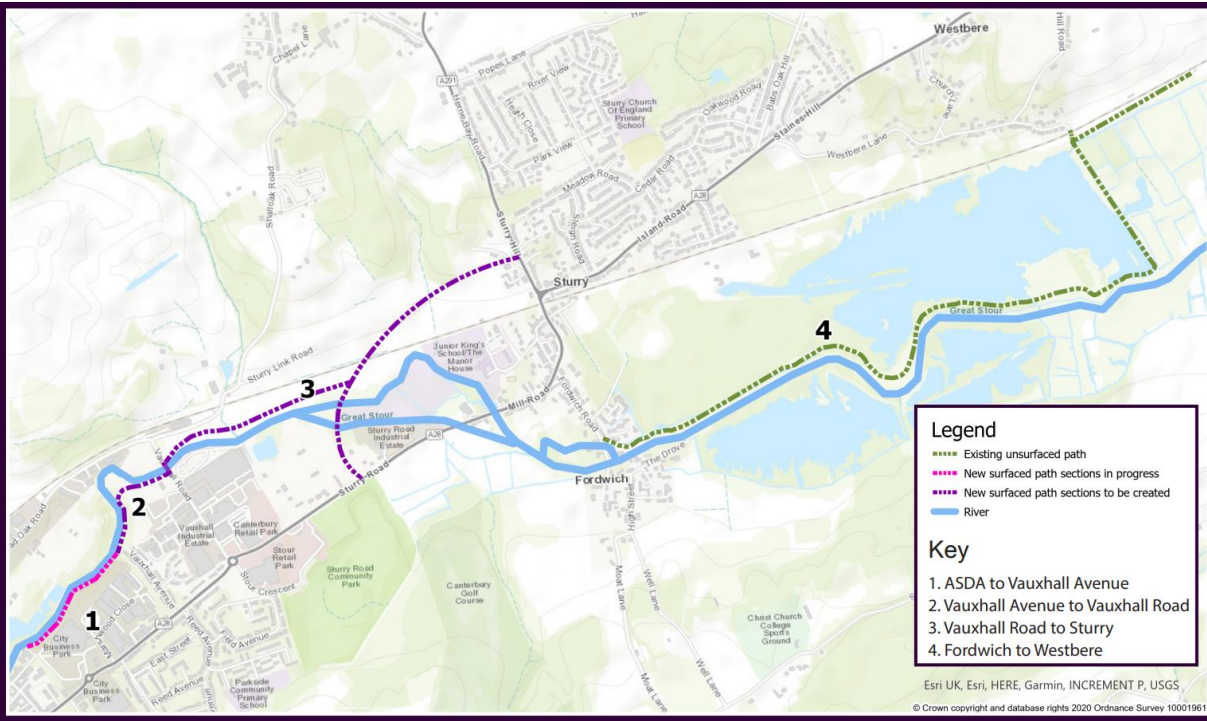 Westbere
Hill Road
Church Lane
Chapel Lane
A291
Popes Lane
River View
Heath Close
Herne Bay Road
Sturry Church
Of England
Primary
School
Oakwood Road
Babs Oak Hill
Staines Hill
Park View
Westbere Lane
Meadow Road
Cedar Road
A28
Shalloak Road
Sturry Hill
Sleigh Road
Island Road
Sturry
4
Great Stour
Junior King's
School/The
Manor
House
Sturry Link Road
3
Great Stour
Mill Road
Fordwich Road
Sturry Road
Industrial
Estate
A28
The Drove
Sturry Road
Fordwich
Vauxhall Road
2
ad Oak Road
High Street
Vauxhall
Industrial
Estate
Canterbury
Retail Park
Stour
Retail
Park
Vauxhall Avenue
Stour Crescent
Sturry Road
Community
Park
Canterbury
Golf
Course
Moat Lane
Well Lane
Christ Church
College
Sports
Ground
1
City
Business
Park
A28
Field Avenue
Reed Avenue
East Street
City
Business
Park
Reed Avenue
Parkside
Community
Primary
School
Moat Lane
Well Lane
Legend
Existing unsurfaced path
New surfaced path sections in progress
New surfaced path sections to be created
River
Key
1. ASDA to Vauxhall Avenue
2. Vauxhall Avenue to Vauxhall Road
3. Vauxhall Road to Sturry
4. Fordwich to Westbere
Esri UK, Esri, HERE, Garmin, INCREMENT P, USGS
© Crown copyright and database rights 2020 Ordnance Survey 10001961